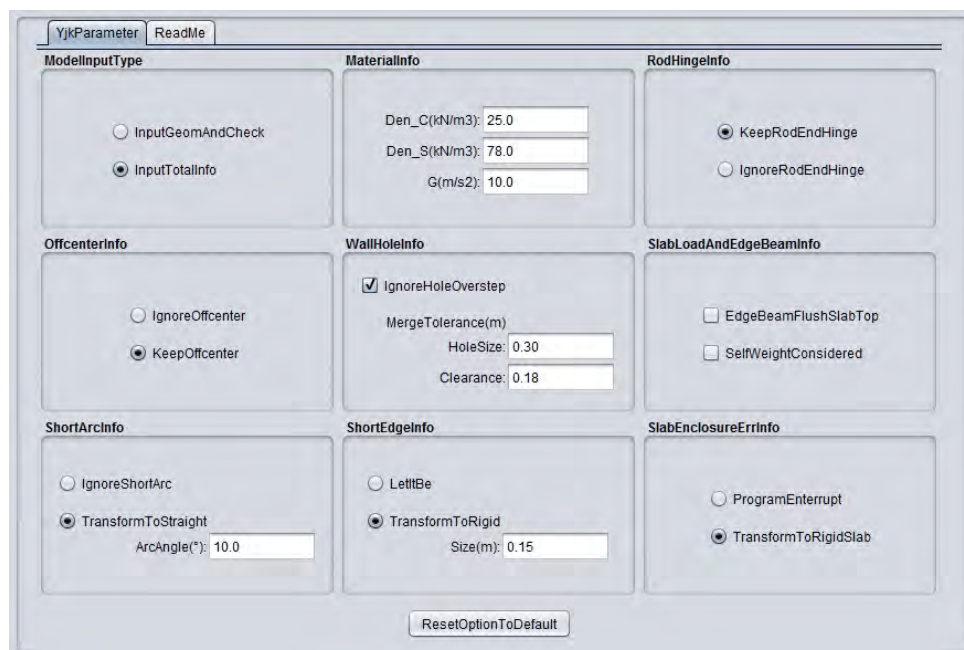 YjkParameter ReadMe
ModelInputType
InputGeomAndCheck
InputTotalInfo
MaterialInfo
Den_C(kN/m3): 25.0
Den_S(kN/m3): 78.0
G(m/s2): 10.0
RodHingeInfo
KeepRodEndHinge
IgnoreRodEndHinge
OffcenterInfo
IgnoreOffcenter
KeepOffcenter
WallHoleInfo
IgnoreHoleOverstep
MergeTolerance(m)
HoleSize: 0.30
Clearance: 0.18
SlabLoadAndEdgeBeamInfo
EdgeBeamFlushSlabTop
SelfWeightConsidered
ShortArcInfo
IgnoreShortArc
TransformToStraight
ArcAngle(°): 10.0
ShortEdgeInfo
LetItBe
TransformToRigid
Size(m): 0.15
SlabEnclosureErrInfo
ProgramEnterrupt
TransformToRigidSlab
ResetOptionToDefault